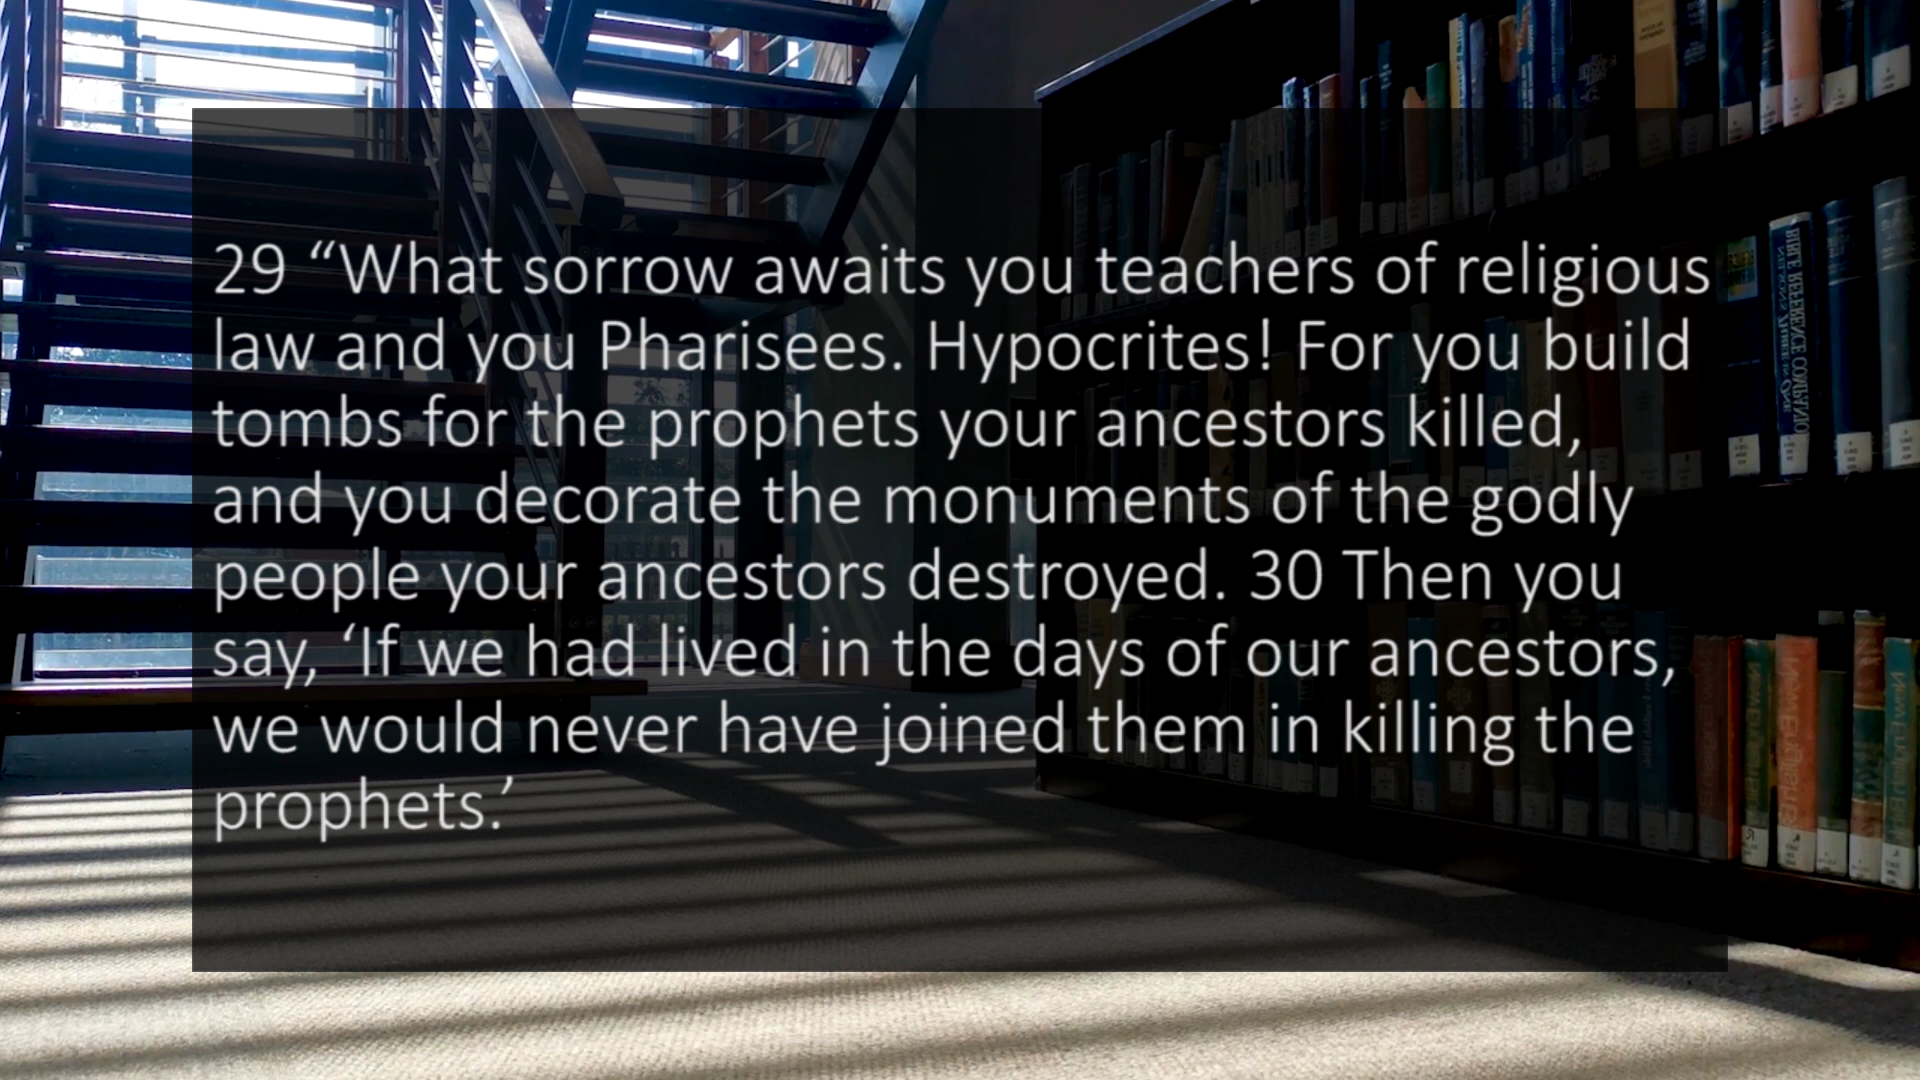 29 “What sorrow awaits you teachers of religious
law and you Pharisees. Hypocrites! For you build
tombs for the prophets your ancestors killed,
and you decorate the monuments of the godly
people your ancestors destroyed. 30 Then you
say, ‘If we had lived in the days of our ancestors,
we would never have joined them in killing the
prophets.’
BIBLE REFERENCE COMPANIO